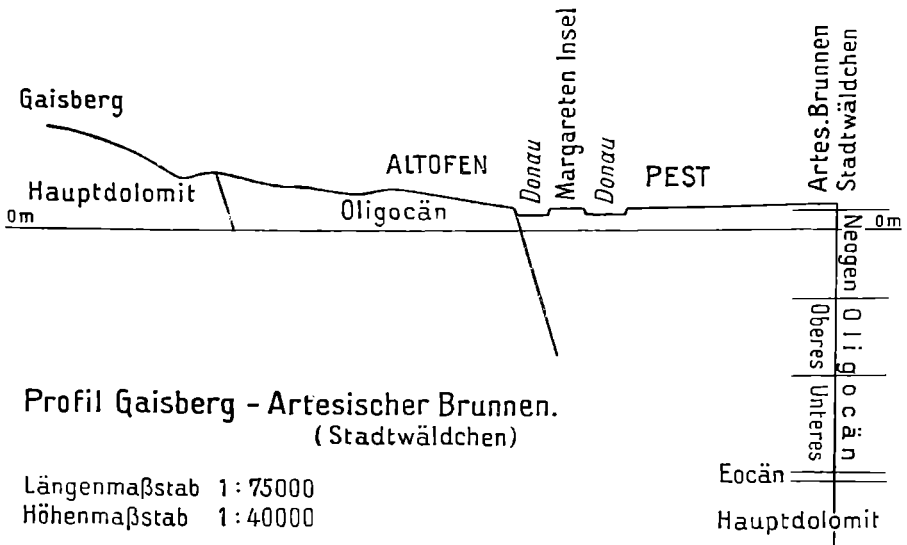 Gaisberg
Hauptdolomit
0m
ALTOFEN
Oligocän
Donau
Margareten Insel
Donau
PEST
Artes. Brunnen
Stadtwäldchen
0m
Neogen
Oberes
Unteres
Oligocän
Eocän
Hauptdolomit
Profil Gaisberg - Artesischer Brunnen.
(Stadtwäldchen)
Längenmaßstab 1:75000
Höhenmaßstab 1:40000